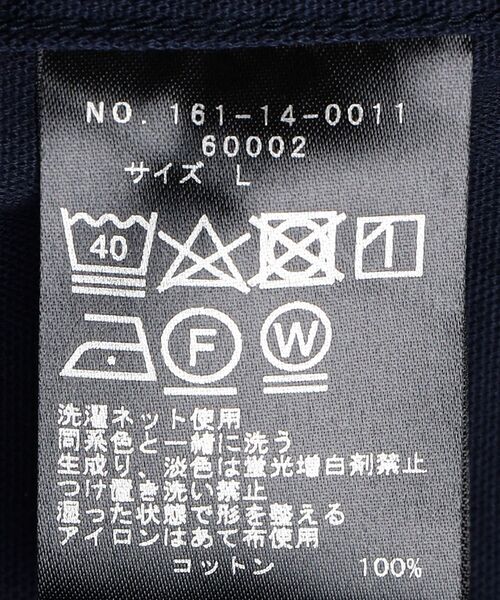 NO. 161-14-0011
60002
サイズ L
40
F W
洗濯ネット使用
同系色と一緒に洗う
生成り、淡色は蛍光増白剤禁止
つけ置き洗い禁止
湿った状態で形を整える
アイロンはあて布使用
コットン 100%